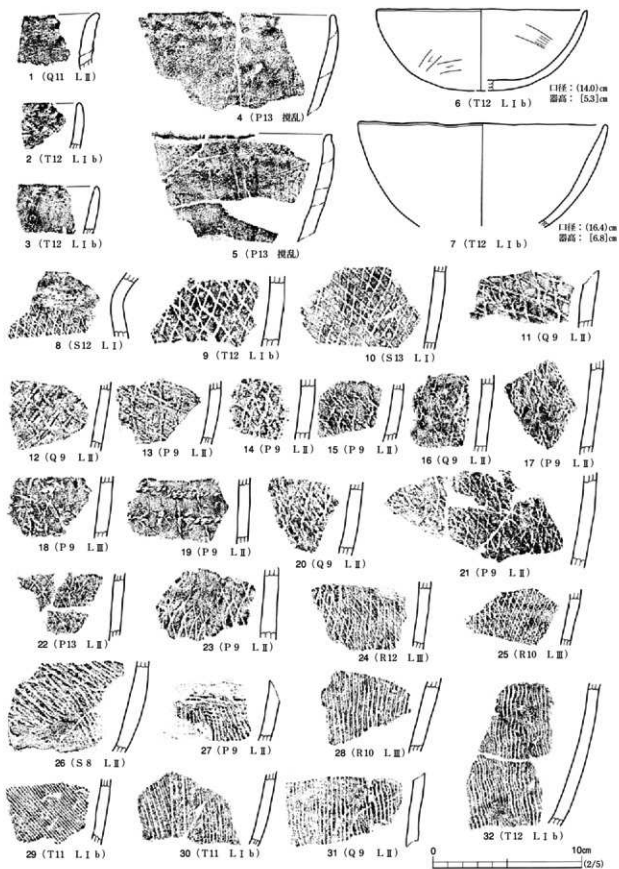 1 (Q11 LⅡ)
4 (P13 撹乱)
口径：(14.0)cm
器高：[5.3]cm
6 (T12 LⅠb)
2 (T12 LⅠb)
3 (T12 LⅠb)
5 (P13 撹乱)
口径：(16.4)cm
器高：[6.8]cm
7 (T12 LⅠb)
8 (S12 LⅠ)
9 (T12 LⅠb)
10 (S13 LⅠ)
11 (Q9 LⅡ)
12 (Q9 LⅡ)
13 (P9 LⅡ)
14 (P9 LⅡ)
15 (P9 LⅡ)
16 (Q9 LⅡ)
17 (P9 LⅡ)
18 (P9 LⅢ)
19 (P9 LⅡ)
20 (Q9 LⅡ)
21 (P9 LⅡ)
22 (P13 LⅡ)
23 (P9 LⅡ)
24 (R12 LⅢ)
25 (R10 LⅢ)
26 (S8 LⅡ)
27 (P9 LⅡ)
28 (R10 LⅢ)
29 (T11 LⅠb)
30 (T11 LⅠb)
31 (Q9 LⅡ)
32 (T12 LⅠb)
0 10cm
(2/5)